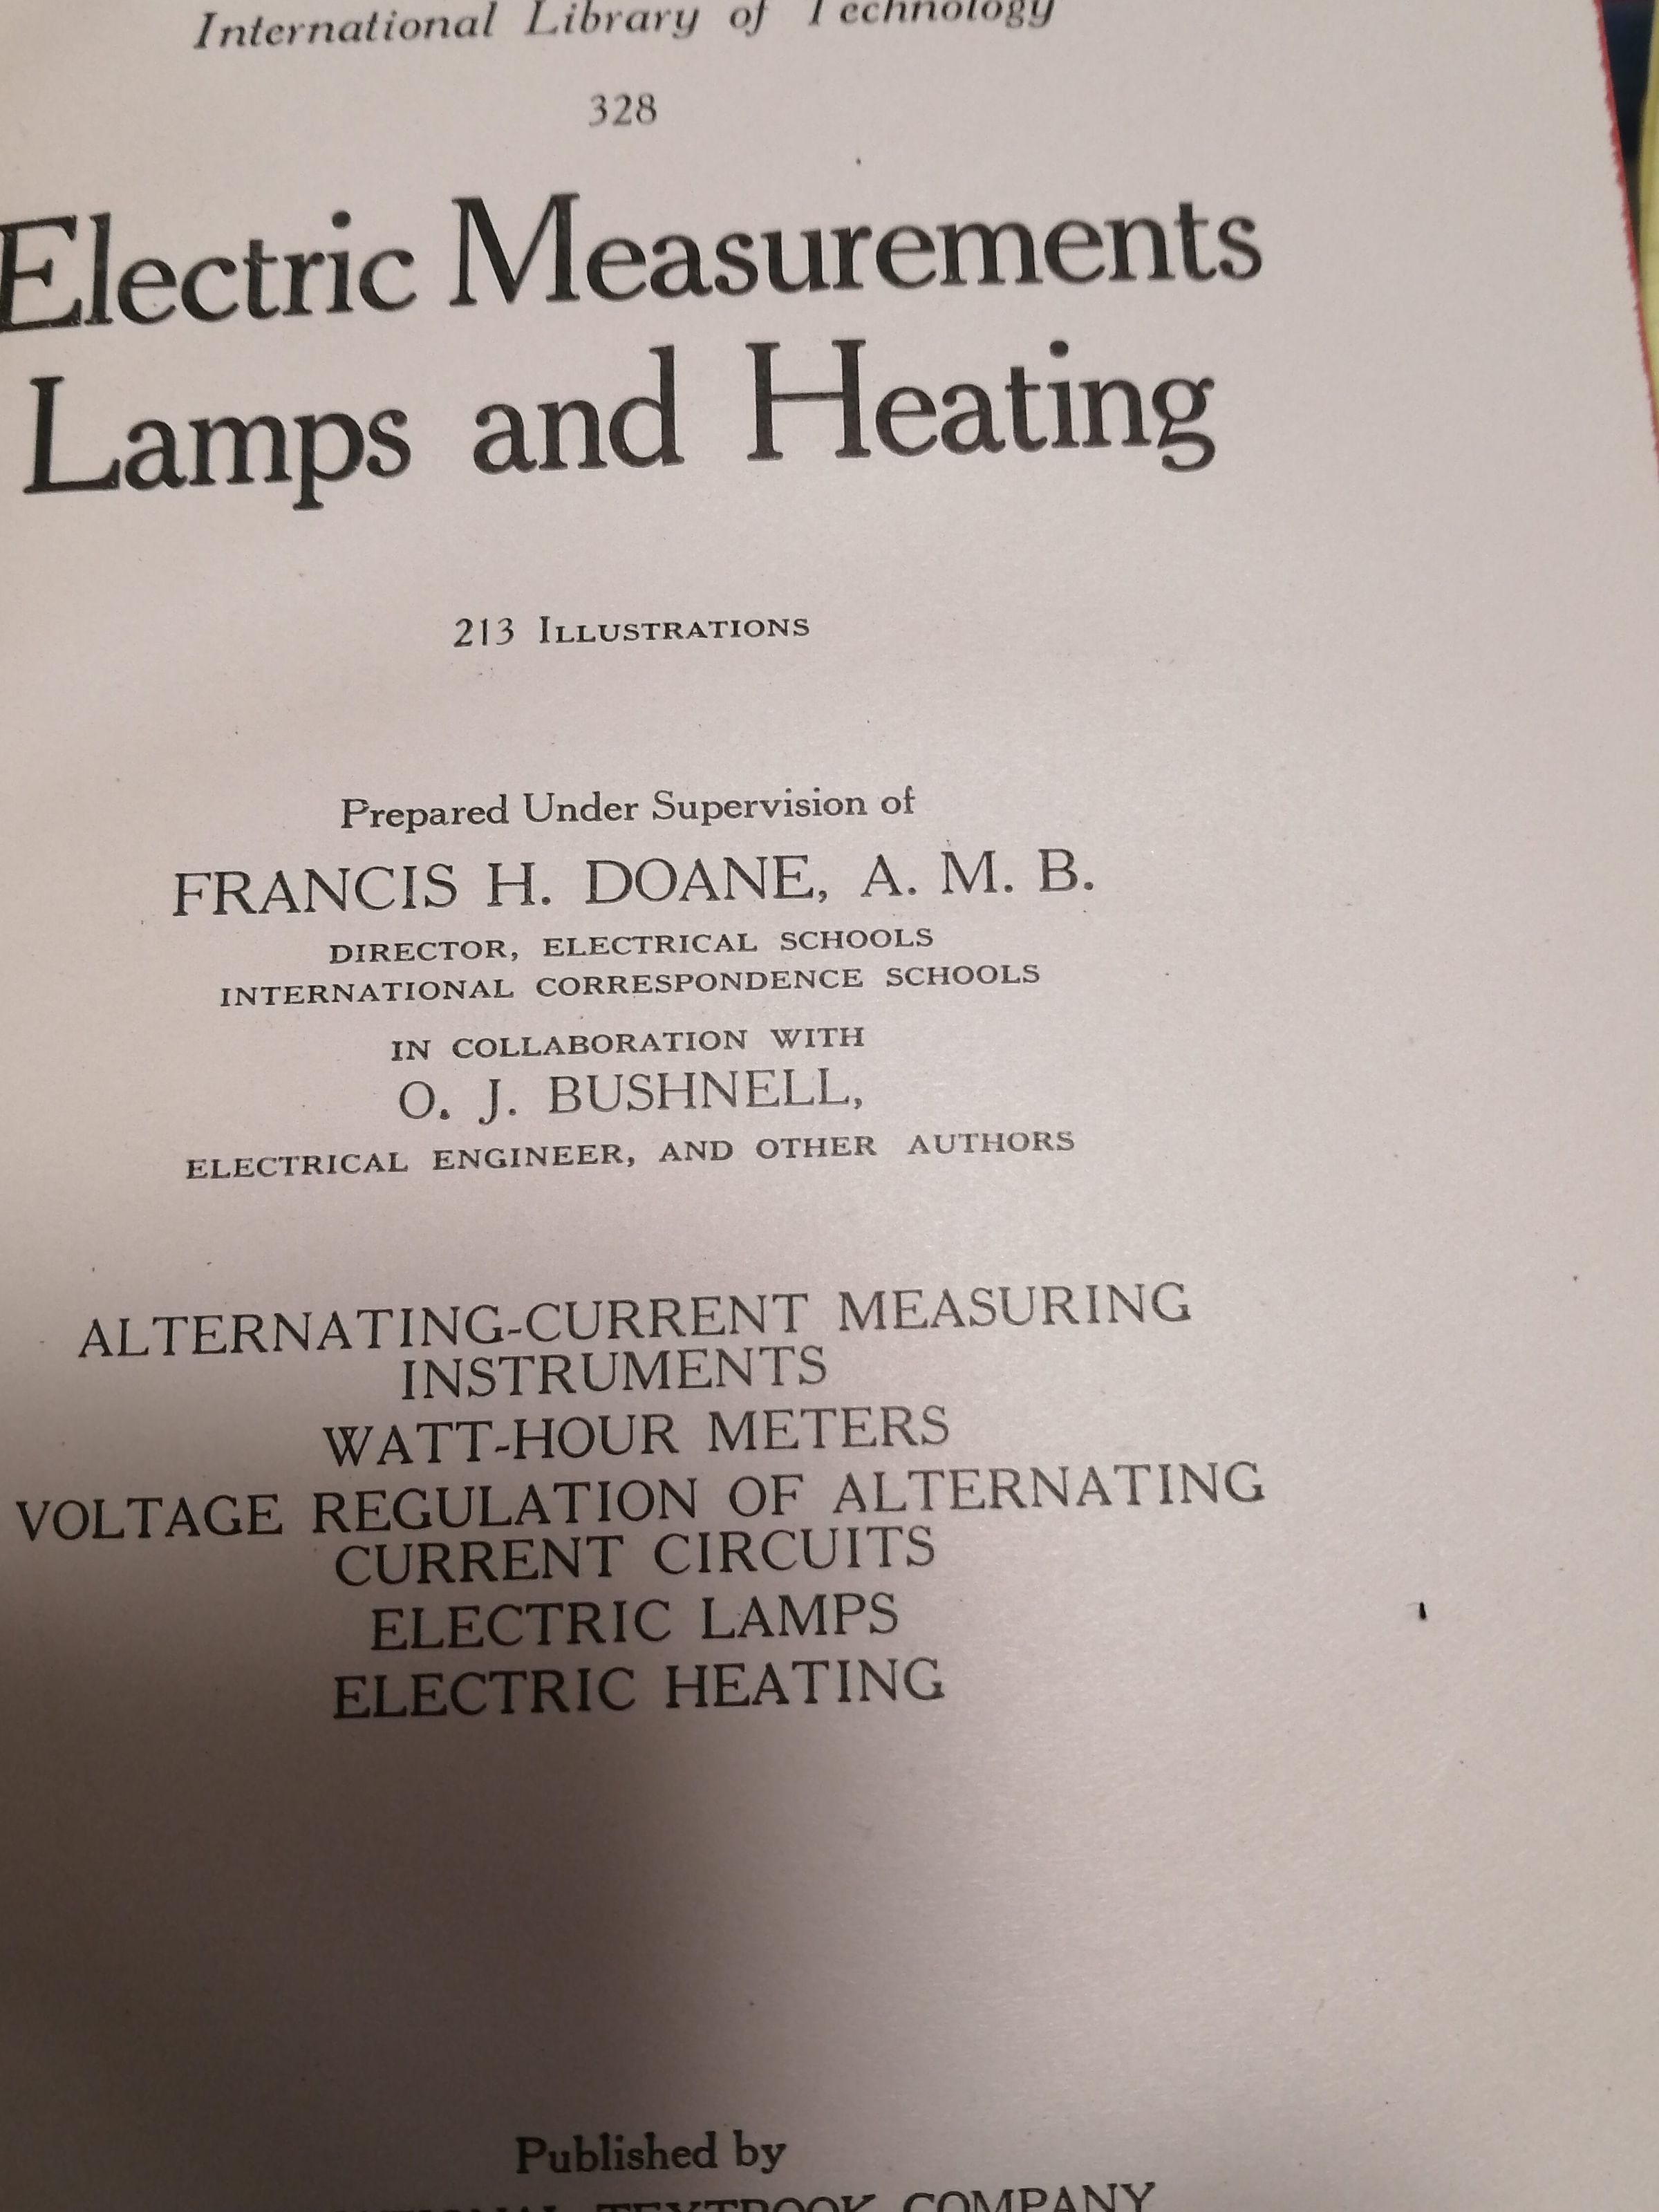 International Library of Technology
328
Electric Measurements
Lamps and Heating
213 ILLUSTRATIONS
Prepared Under Supervision of
FRANCIS H. DOANE, A. M. B.
DIRECTOR, ELECTRICAL SCHOOLS
INTERNATIONAL CORRESPONDENCE SCHOOLS
IN COLLABORATION WITH
O. J. BUSHNELL,
ELECTRICAL ENGINEER, AND OTHER AUTHORS
ALTERNATING-CURRENT MEASURING
INSTRUMENTS
WATT-HOUR METERS
VOLTAGE REGULATION OF ALTERNATING
CURRENT CIRCUITS
ELECTRIC LAMPS
ELECTRIC HEATING
Published by
TEXTBOOK COMPANY